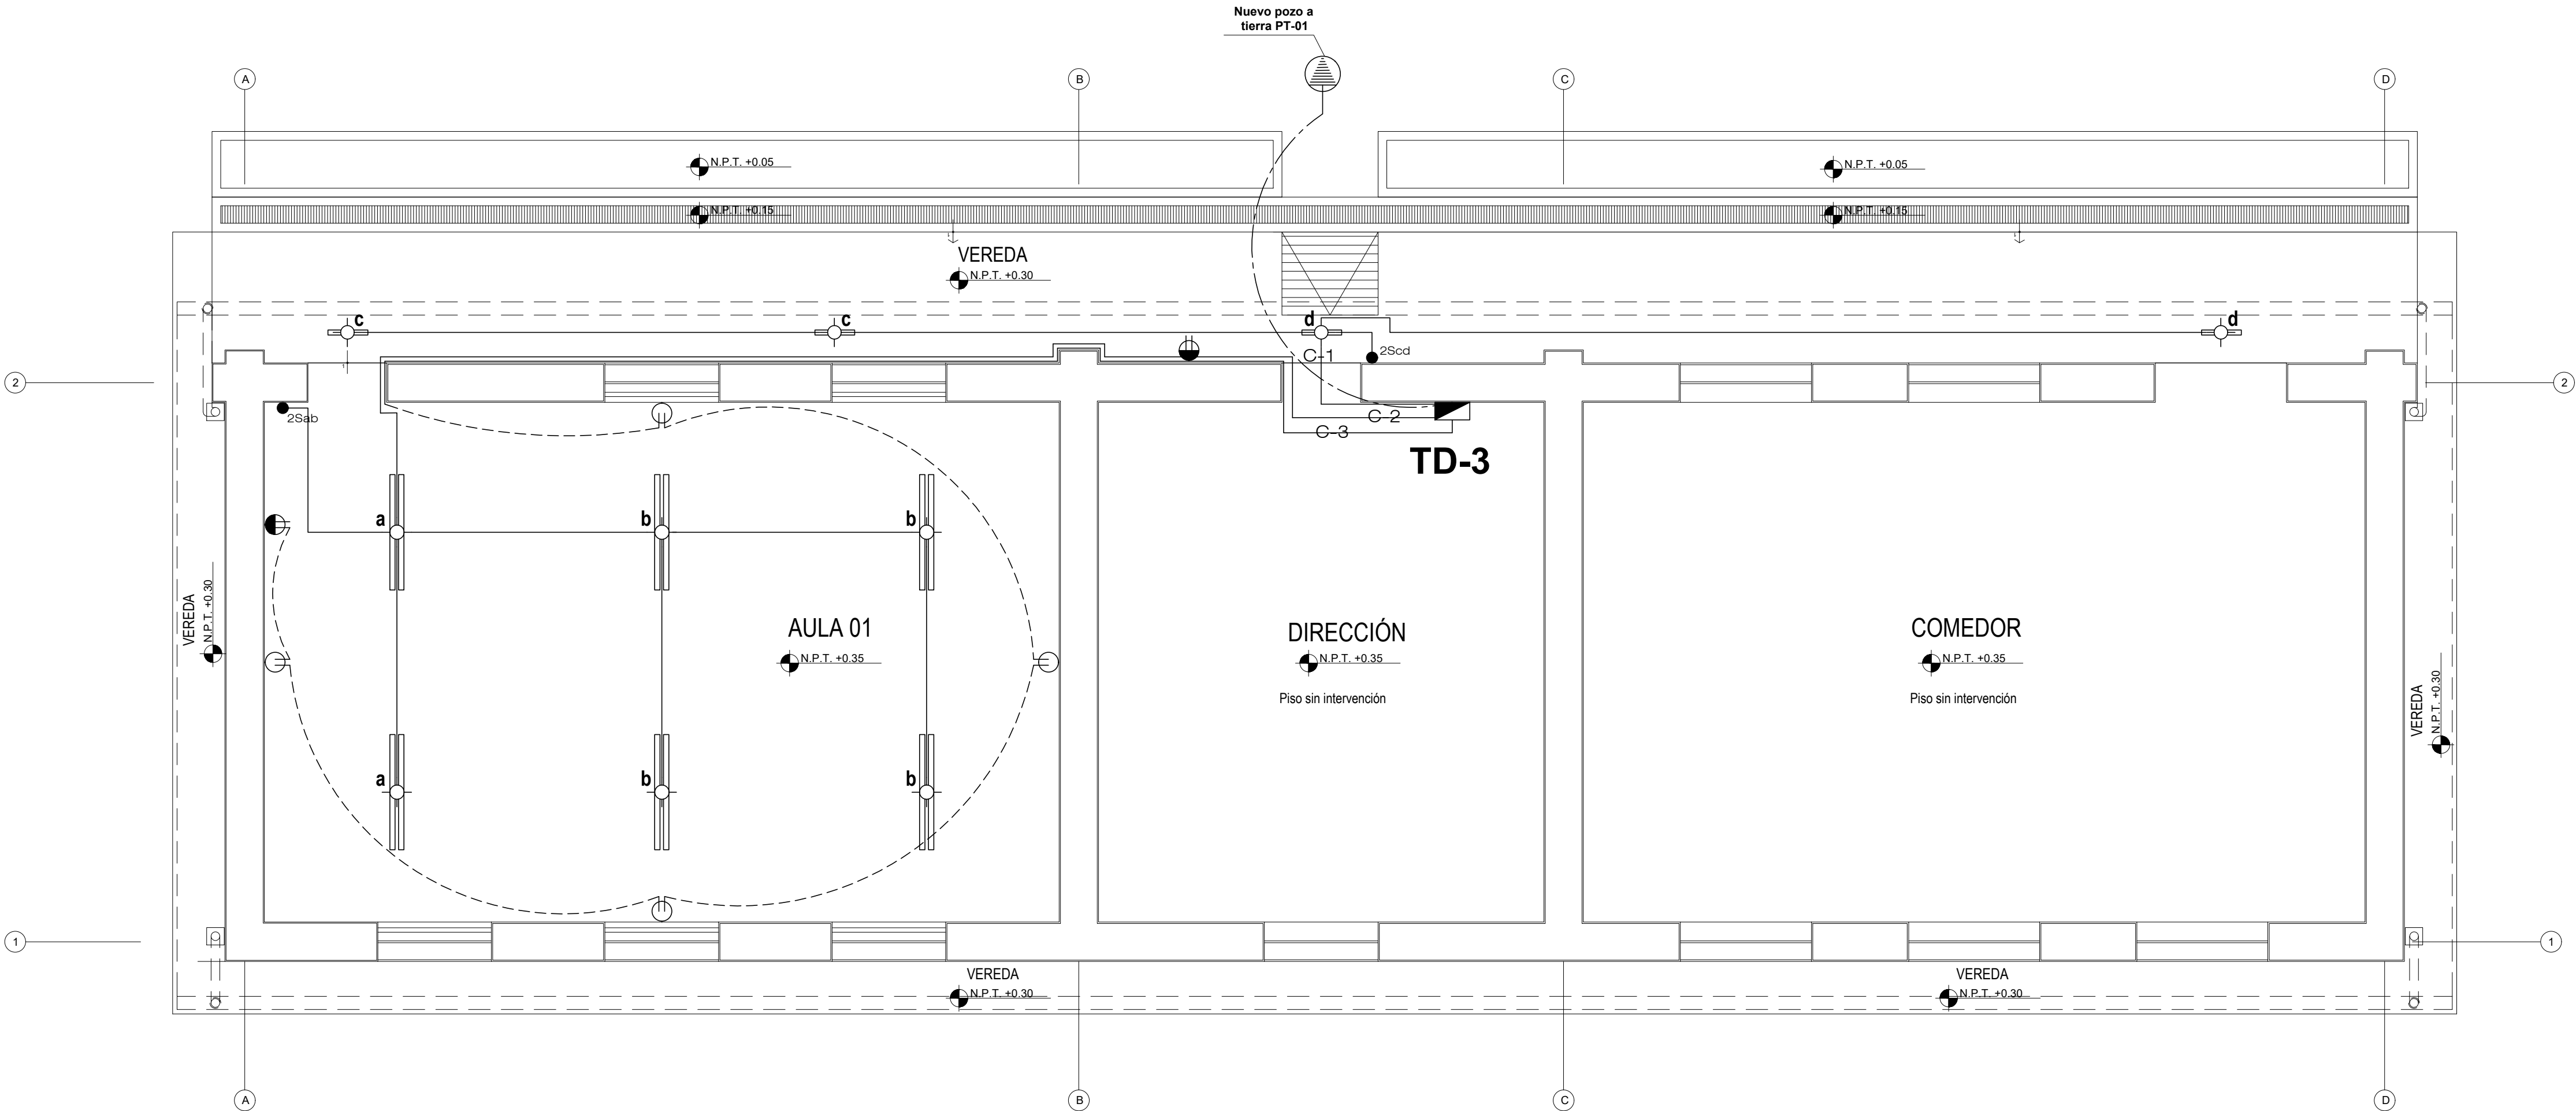 Nuevo pozo a
tierra PT-01
A
B
C
D
N.P.T. +0.05
N.P.T. +0.05
N.P.T. +0.15
N.P.T. +0.15
VEREDA
N.P.T. +0.30
c
c
d
d
2Scd
C-1
2
2
2Sab
C-2
C-3
TD-3
a
b
b
VEREDA
N.P.T. +0.30
AULA 01
N.P.T. +0.35
DIRECCIÓN
N.P.T. +0.35
Piso sin intervención
COMEDOR
N.P.T. +0.35
Piso sin intervención
VEREDA
N.P.T. +0.30
a
b
b
1
1
VEREDA
N.P.T. +0.30
VEREDA
N.P.T. +0.30
A
B
C
D